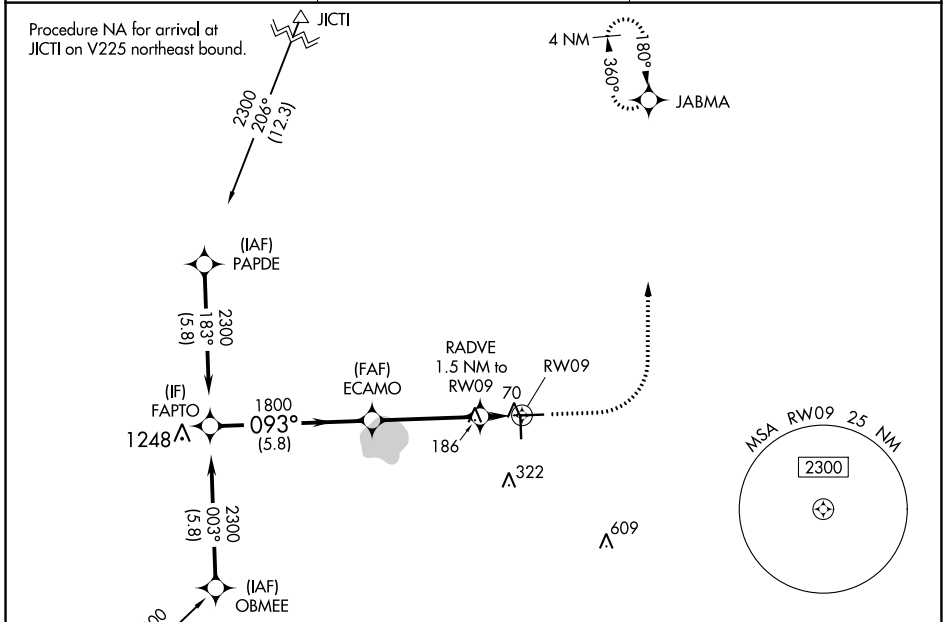 Procedure NA for arrival at
JICTI on V225 northeast bound.
JICTI
2300
206°
(12.3)
4 NM
360°
180°
JABMA
(IAF)
PAPDE
2300
183°
(5.8)
(IF)
FAPTO
1248
1800
093°
(5.8)
(FAF)
ECAMO
RADVE
1.5 NM to
RW09
186
70
RW09
322
609
2300
003°
(5.8)
(IAF)
OBMEE
MSA RW09 25 NM
2300